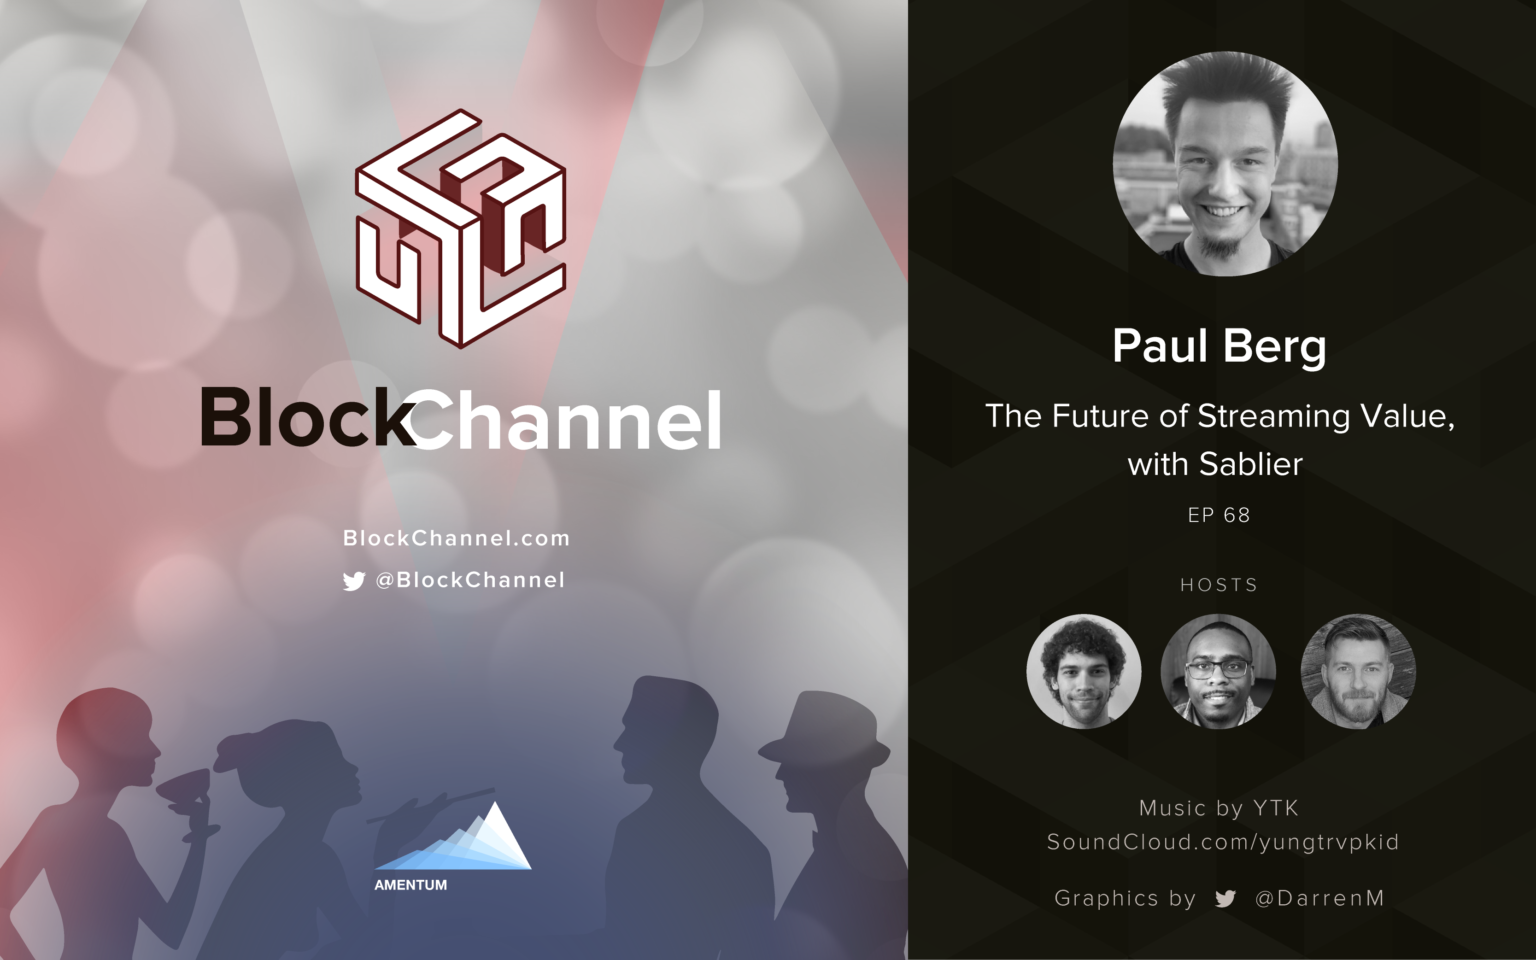 BlockChannel
BlockChannel.com
@BlockChannel
AMENTUM
Paul Berg
The Future of Streaming Value,
with Sablier
EP 68
HOSTS
Music by YTK
SoundCloud.com/yungtrvpkid
Graphics by @DarrenM